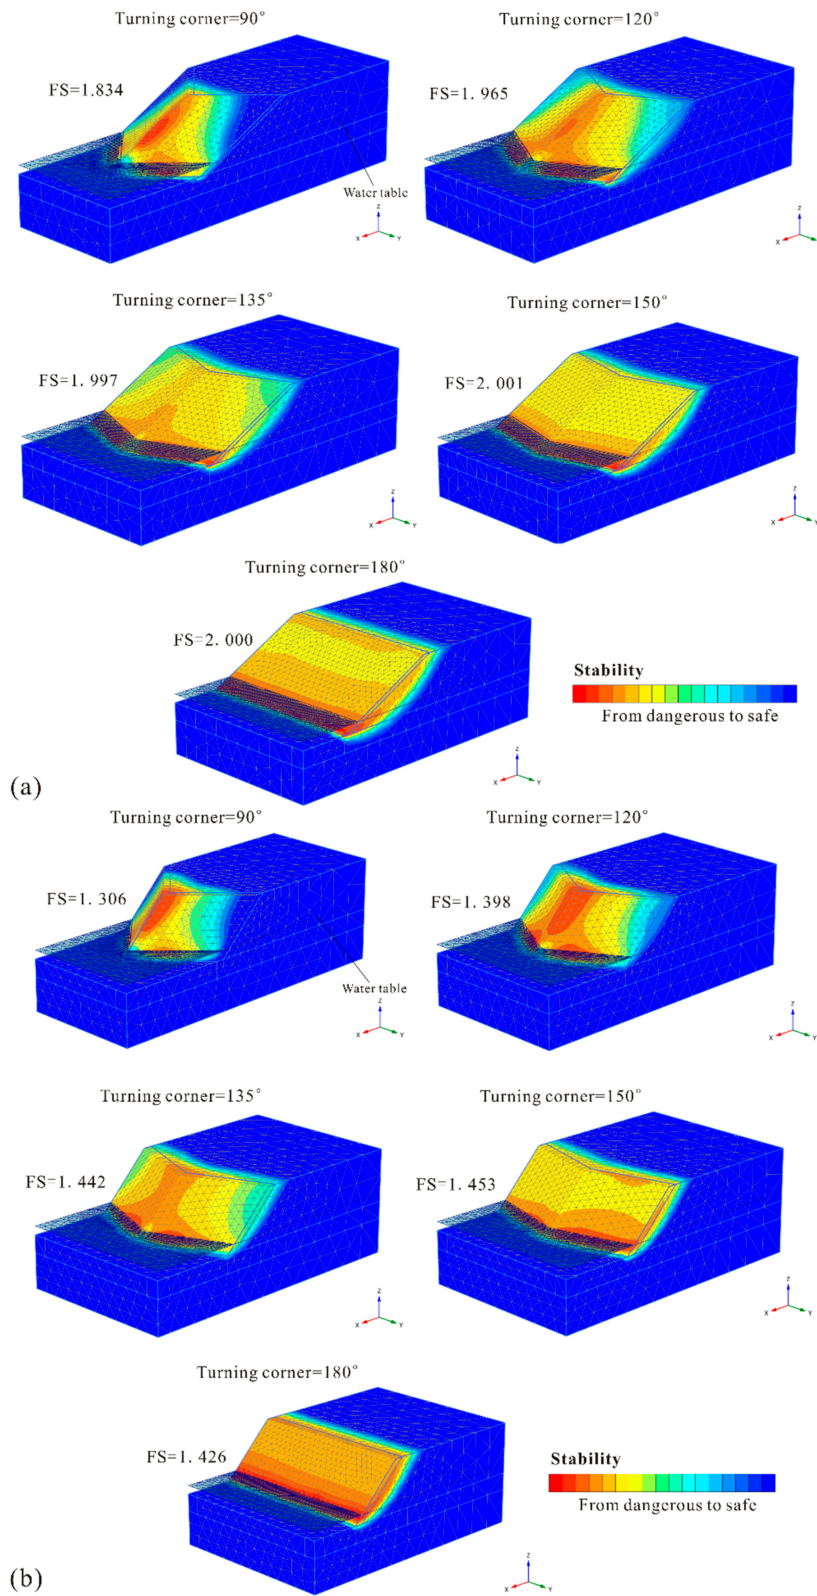 Turning corner=90°
Turning corner=120°
FS=1.834
FS=1. 965
Water table
Z
X
Y
Z
X
Turning corner=135°
Turning corner=150°
FS=1. 997
FS=2. 001
Z
X
Y
Z
X
Y
Turning corner=180°
FS=2. 000
Stability
From dangerous to safe
Z
X
Y
(a)
Turning corner=90°
Turning corner=120°
FS=1. 306
FS=1. 398
Water table
Z
X
Y
Z
X
Y
Turning corner=135°
Turning corner=150°
FS=1. 442
FS=1. 453
Z
X
Y
Z
X
Y
Turning corner=180°
FS=1. 426
Stability
From dangerous to safe
Z
X
Y
(b)